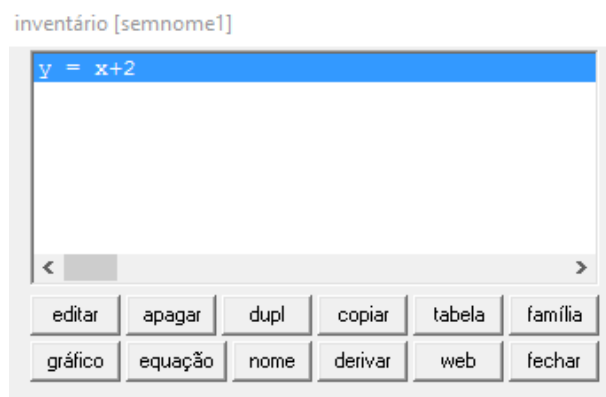 inventário [semnome1]
y = x+2
editar apagar dupl copiar tabela família
gráfico equação nome derivar web fechar